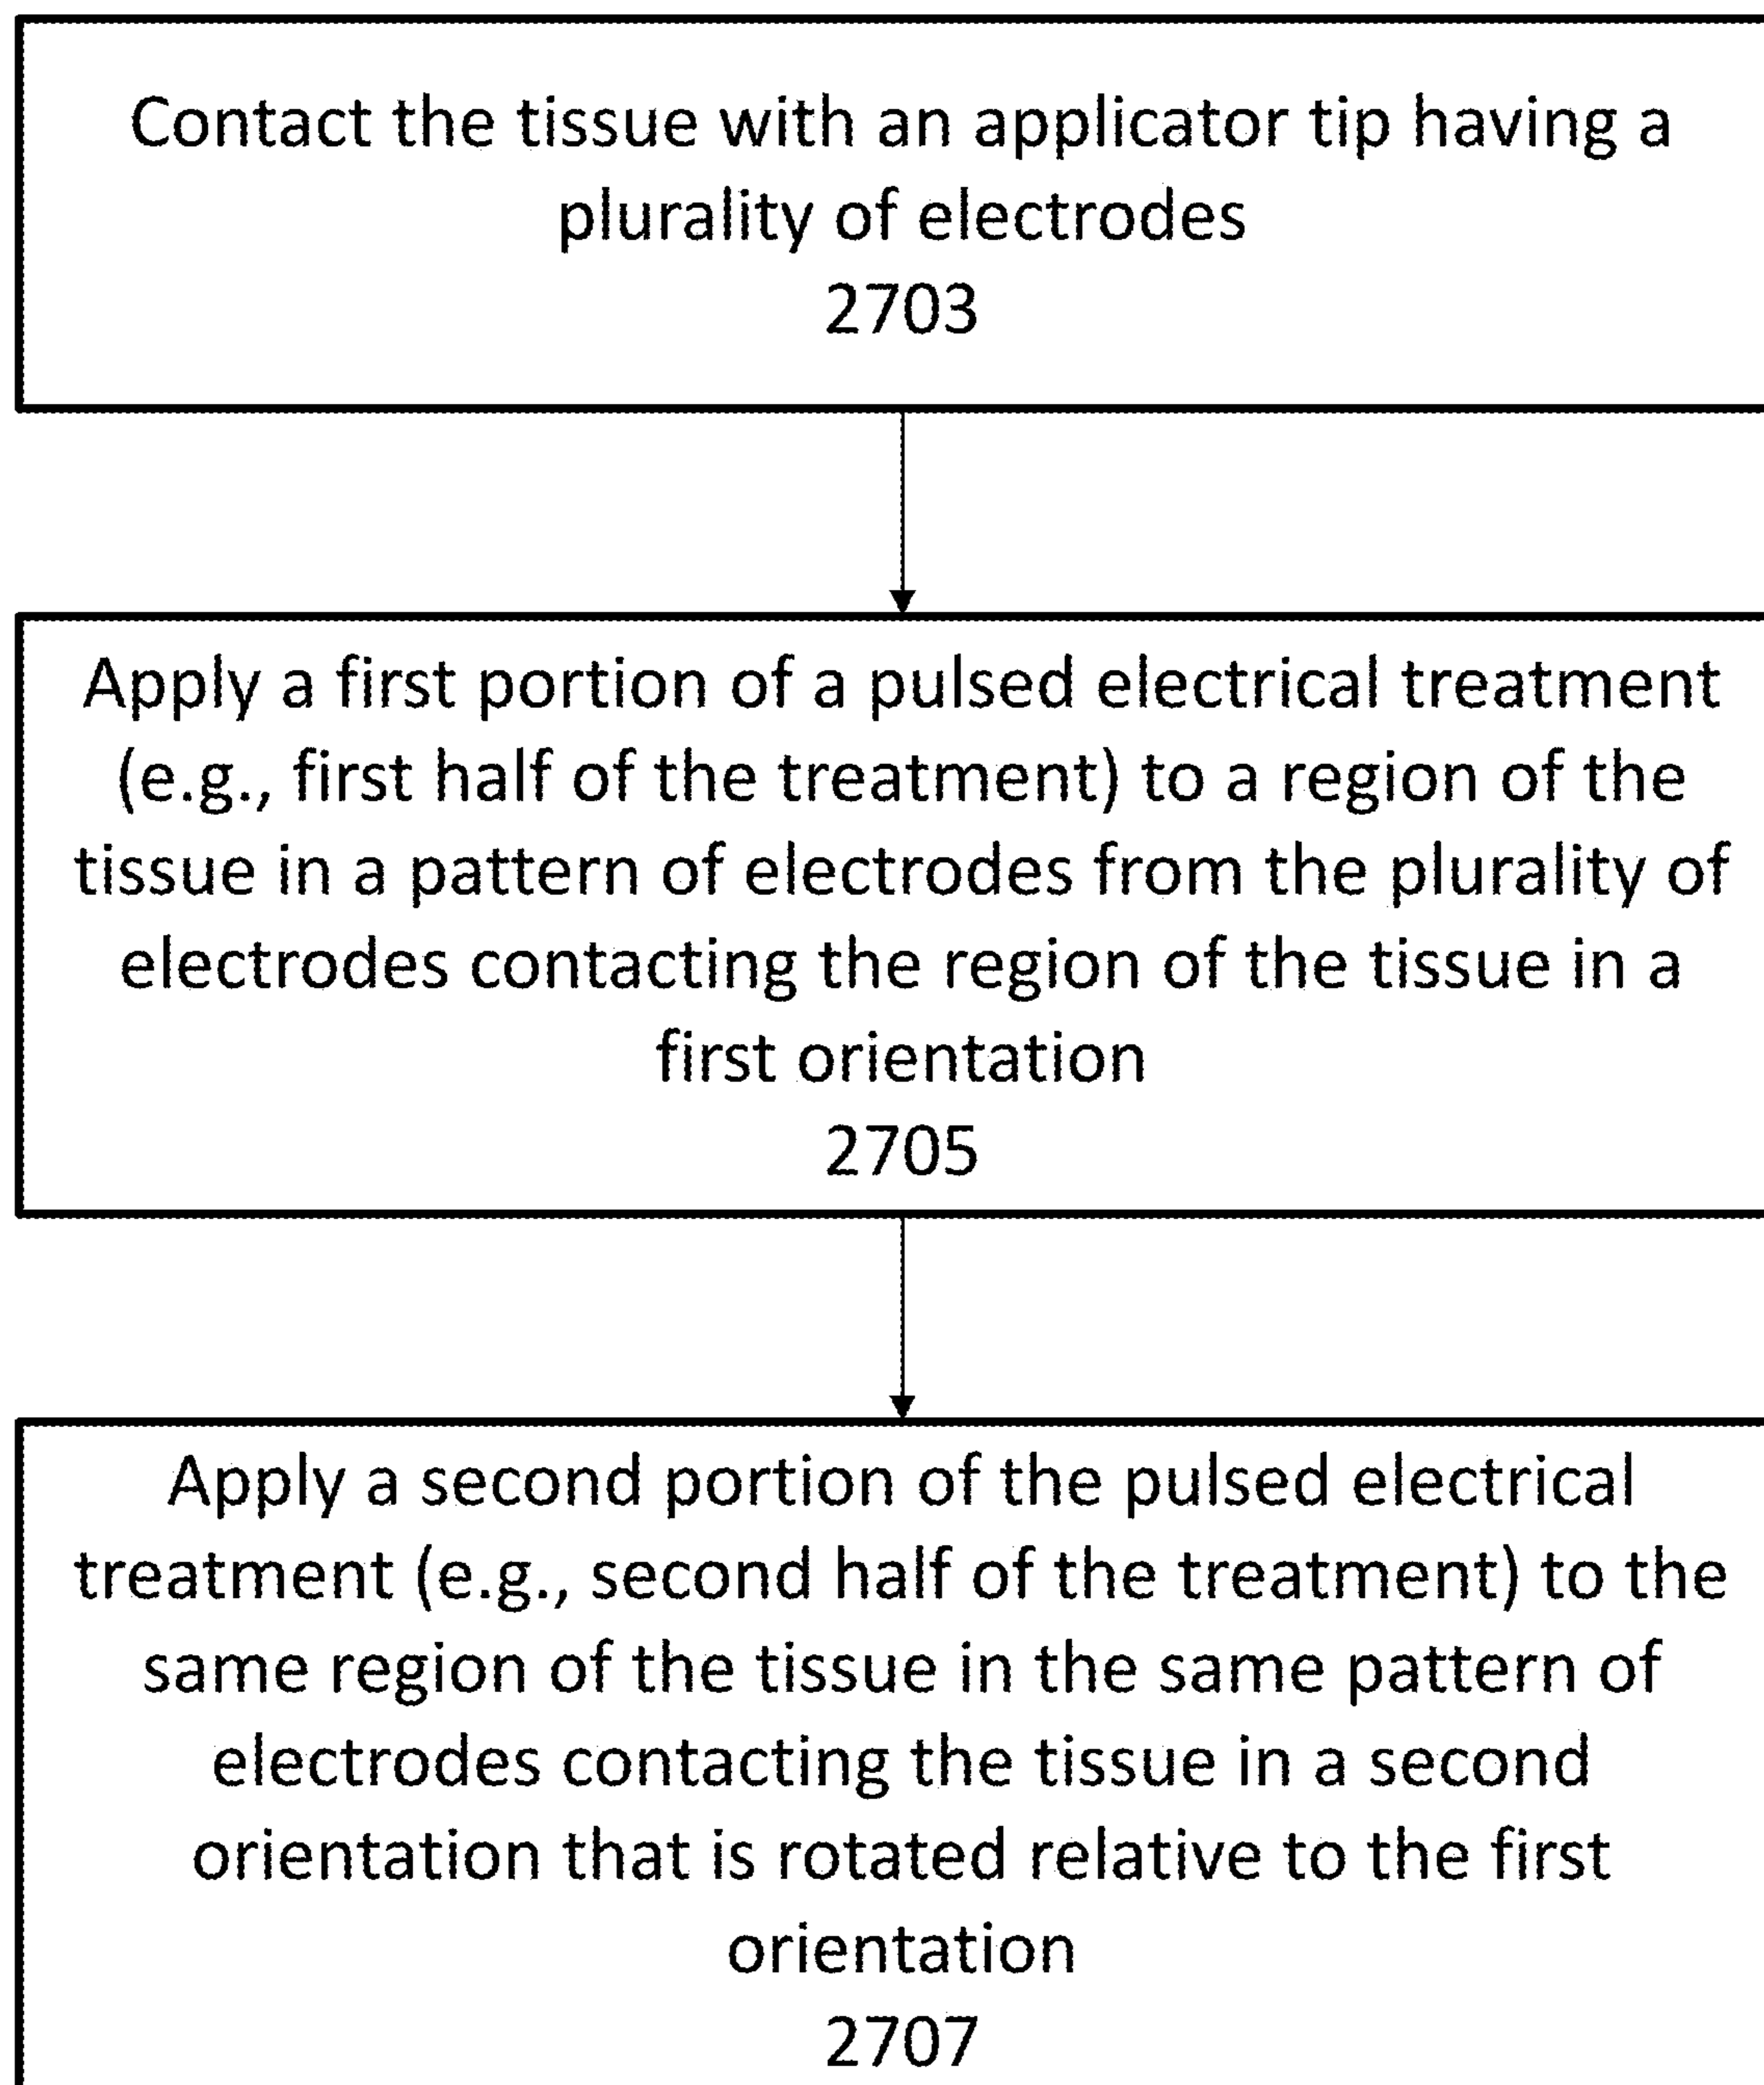 Contact the tissue with an applicator tip having a
plurality of electrodes
2703
Apply a first portion of a pulsed electrical treatment
(e.g., first half of the treatment) to a region of the
tissue in a pattern of electrodes from the plurality of
electrodes contacting the region of the tissue in a
first orientation
2705
Apply a second portion of the pulsed electrical
treatment (e.g., second half of the treatment) to the
same region of the tissue in the same pattern of
electrodes contacting the tissue in a second
orientation that is rotated relative to the first
orientation
2707